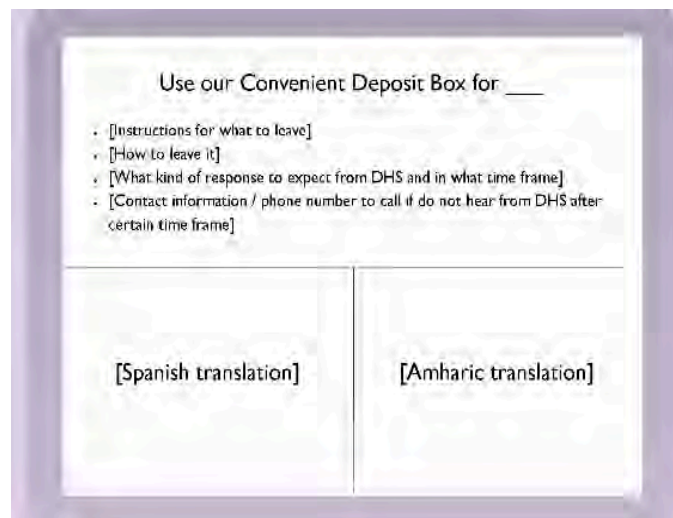 Use our Convenient Deposit Box for ___
• [Instructions for what to leave]
• [How to leave it]
• [What kind of response to expect from DHS and in what time frame]
• [Contact information / phone number to call if do not hear from DHS after
certain time frame]
[Spanish translation]
[Amharic translation]